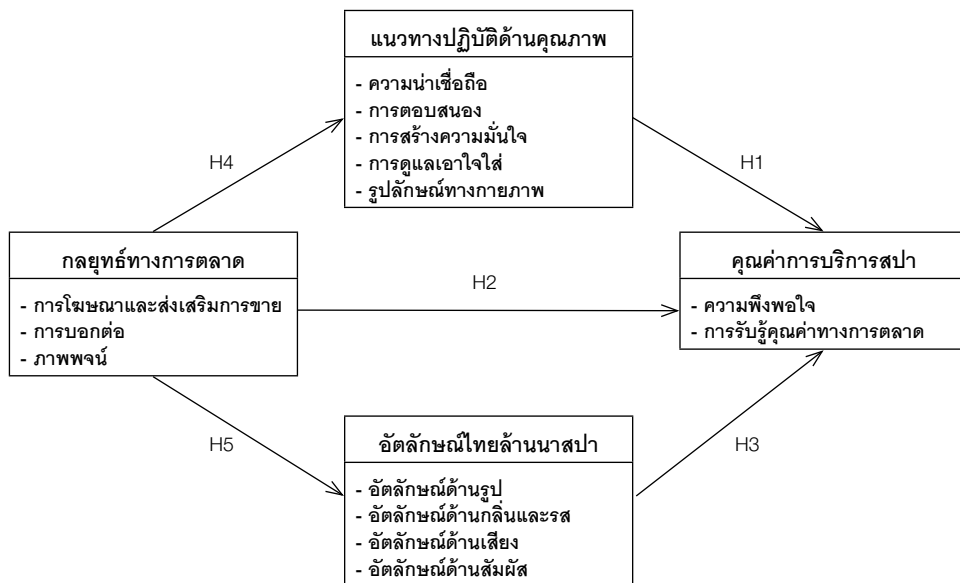 แนวทางปฏิบัติด้านคุณภาพ
- ความน่าเชื่อถือ
- การตอบสนอง
- การสร้างความมั่นใจ
- การดูแลเอาใจใส่
- รูปลักษณ์ทางกายภาพ
H4
H1
กลยุทธ์ทางการตลาด
- การโฆษณาและส่งเสริมการขาย
- การบอกต่อ
- ภาพพจน์
H2
คุณค่าการบริการสปา
- ความพึงพอใจ
- การรับรู้คุณค่าทางการตลาด
H5
H3
อัตลักษณ์ไทยล้านนาสปา
- อัตลักษณ์ด้านรูป
- อัตลักษณ์ด้านกลิ่นและรส
- อัตลักษณ์ด้านเสียง
- อัตลักษณ์ด้านสัมผัส